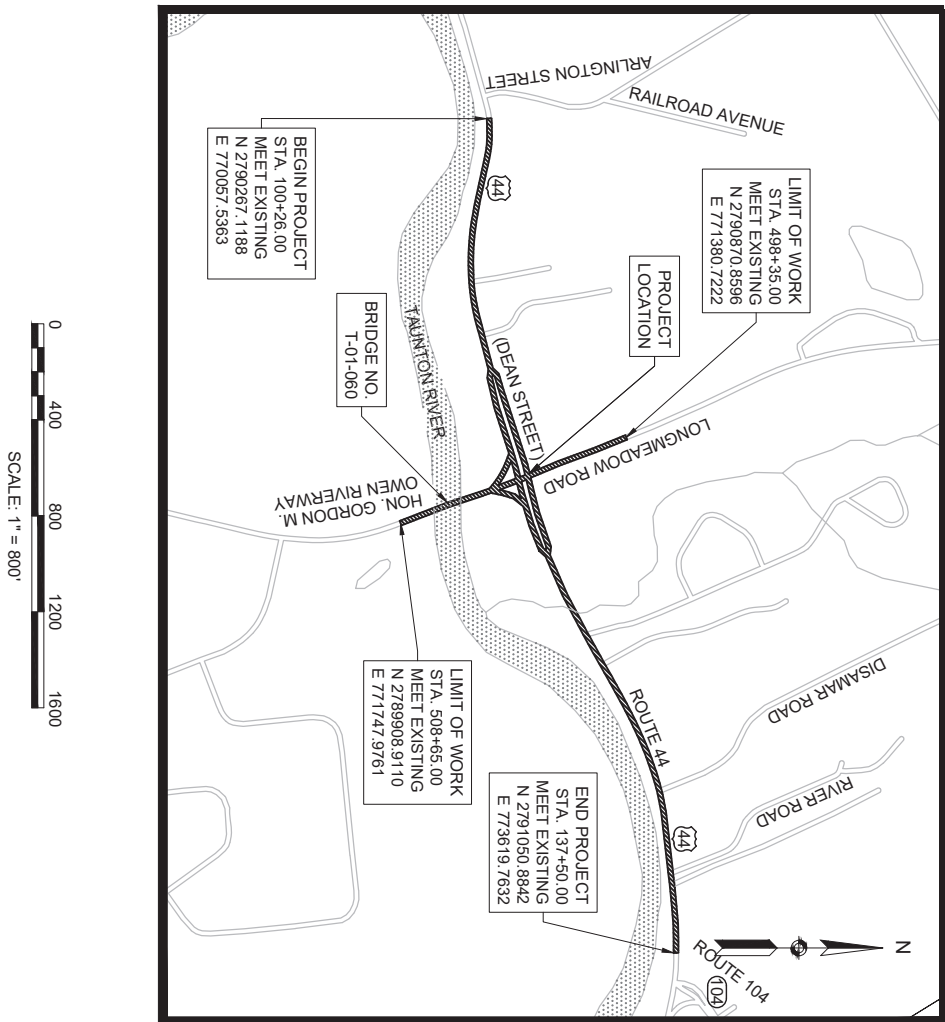 ARLINGTON STREET
RAILROAD AVENUE
LIMIT OF WORK
STA. 498+35.00
MEET EXISTING
N 2790870.8596
E 771380.7222
44
BEGIN PROJECT
STA. 100+26.00
MEET EXISTING
N 2790267.1188
E 770057.5363
PROJECT
LOCATION
(DEAN STREET)
LONGMEADOW ROAD
TAUNTON RIVER
BRIDGE NO.
T-01-060
HON. GORDON M.
OWEN RIVERWAY
LIMIT OF WORK
STA. 508+65.00
MEET EXISTING
N 2789908.9110
E 771747.9761
DISAMAR ROAD
RIVER ROAD
ROUTE 44
44
END PROJECT
STA. 137+50.00
MEET EXISTING
N 2791050.8842
E 773619.7632
N
ROUTE 104
104
0 400 800 1200 1600
SCALE: 1" = 800'